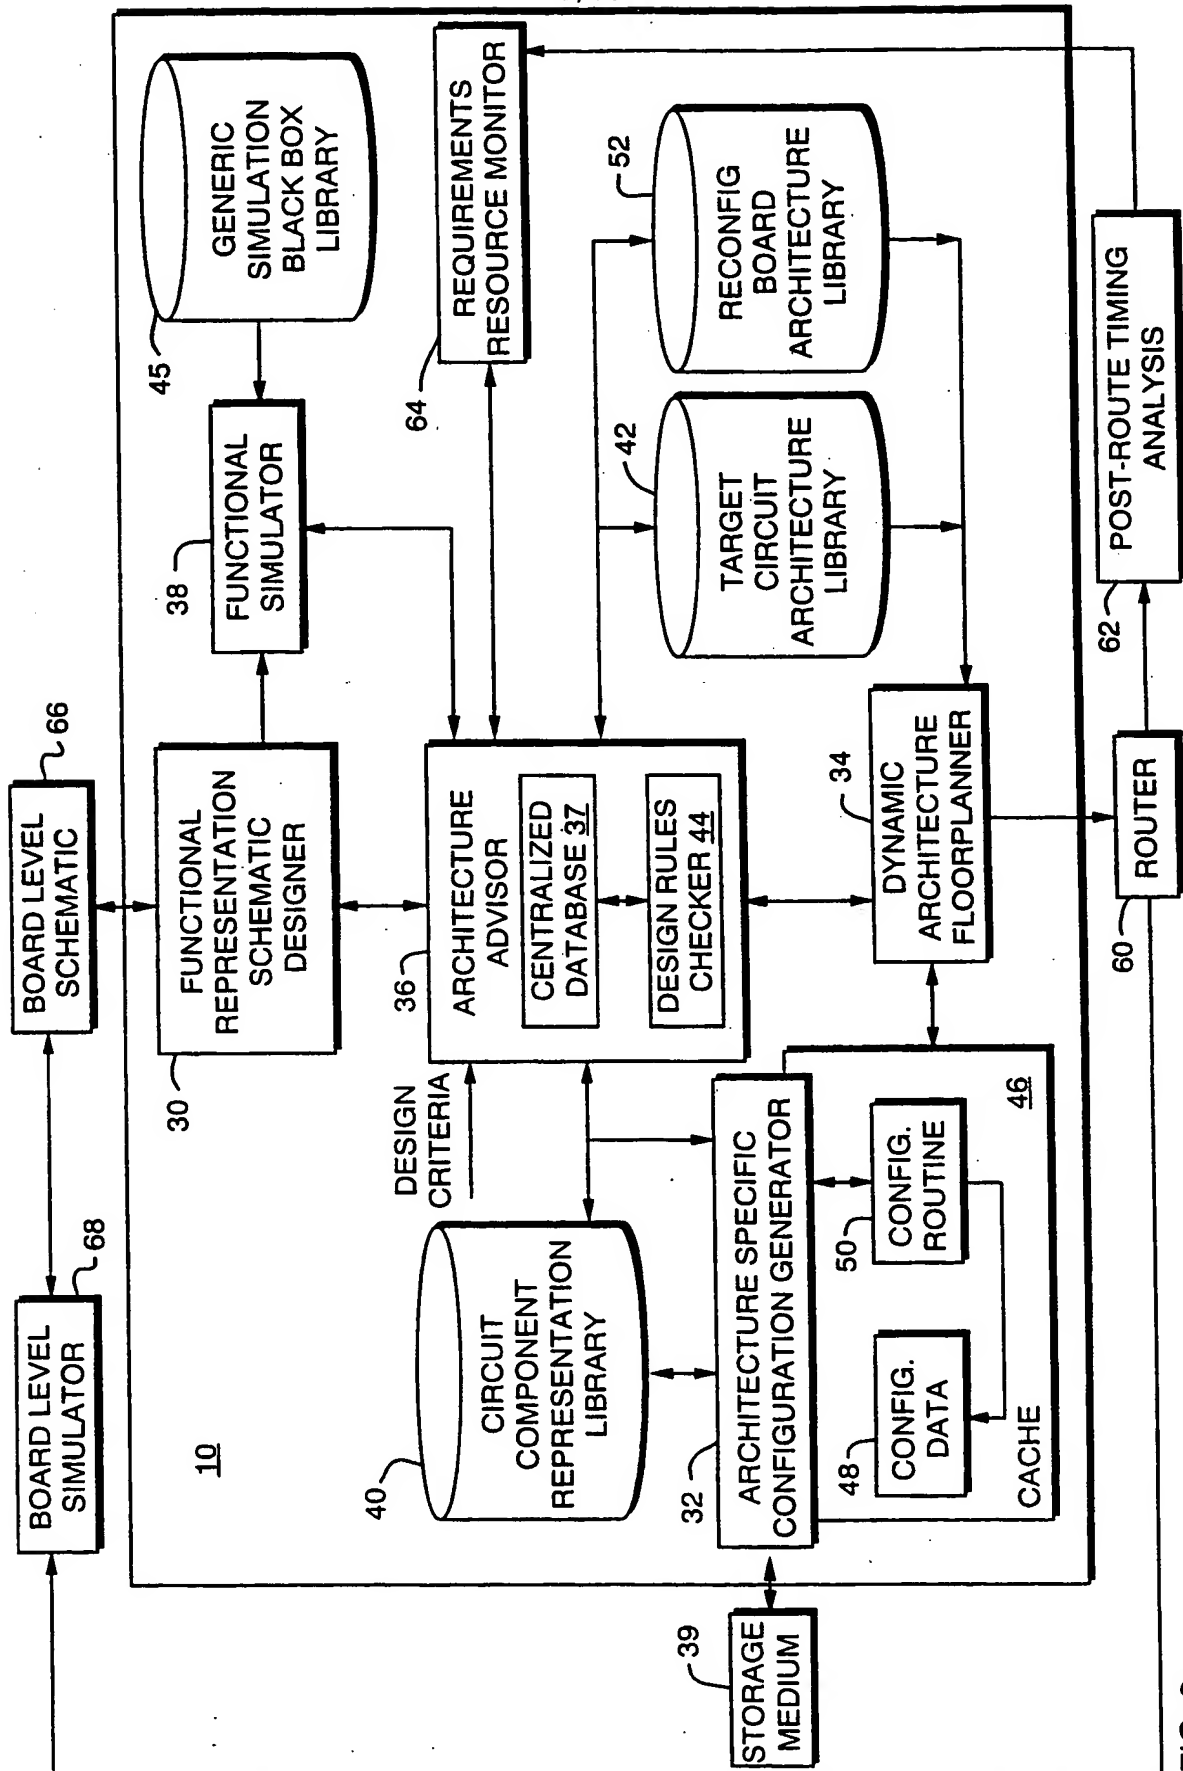 BOARD LEVEL
SIMULATOR
68
BOARD LEVEL
SCHEMATIC
66
10
30
FUNCTIONAL
REPRESENTATION
SCHEMATIC
DESIGNER
38
FUNCTIONAL
SIMULATOR
45
GENERIC
SIMULATION
BLACK BOX
LIBRARY
DESIGN
CRITERIA
36
ARCHITECTURE
ADVISOR
CENTRALIZED
DATABASE 37
DESIGN RULES
CHECKER 44
64
REQUIREMENTS
RESOURCE MONITOR
40
CIRCUIT
COMPONENT
REPRESENTATION
LIBRARY
42
TARGET
CIRCUIT
ARCHITECTURE
LIBRARY
52
RECONFIG
BOARD
ARCHITECTURE
LIBRARY
39
STORAGE
MEDIUM
32
ARCHITECTURE SPECIFIC
CONFIGURATION GENERATOR
48
CONFIG.
DATA
50
CONFIG.
ROUTINE
46
CACHE
34
DYNAMIC
ARCHITECTURE
FLOORPLANNER
60
ROUTER
62
POST-ROUTE TIMING
ANALYSIS